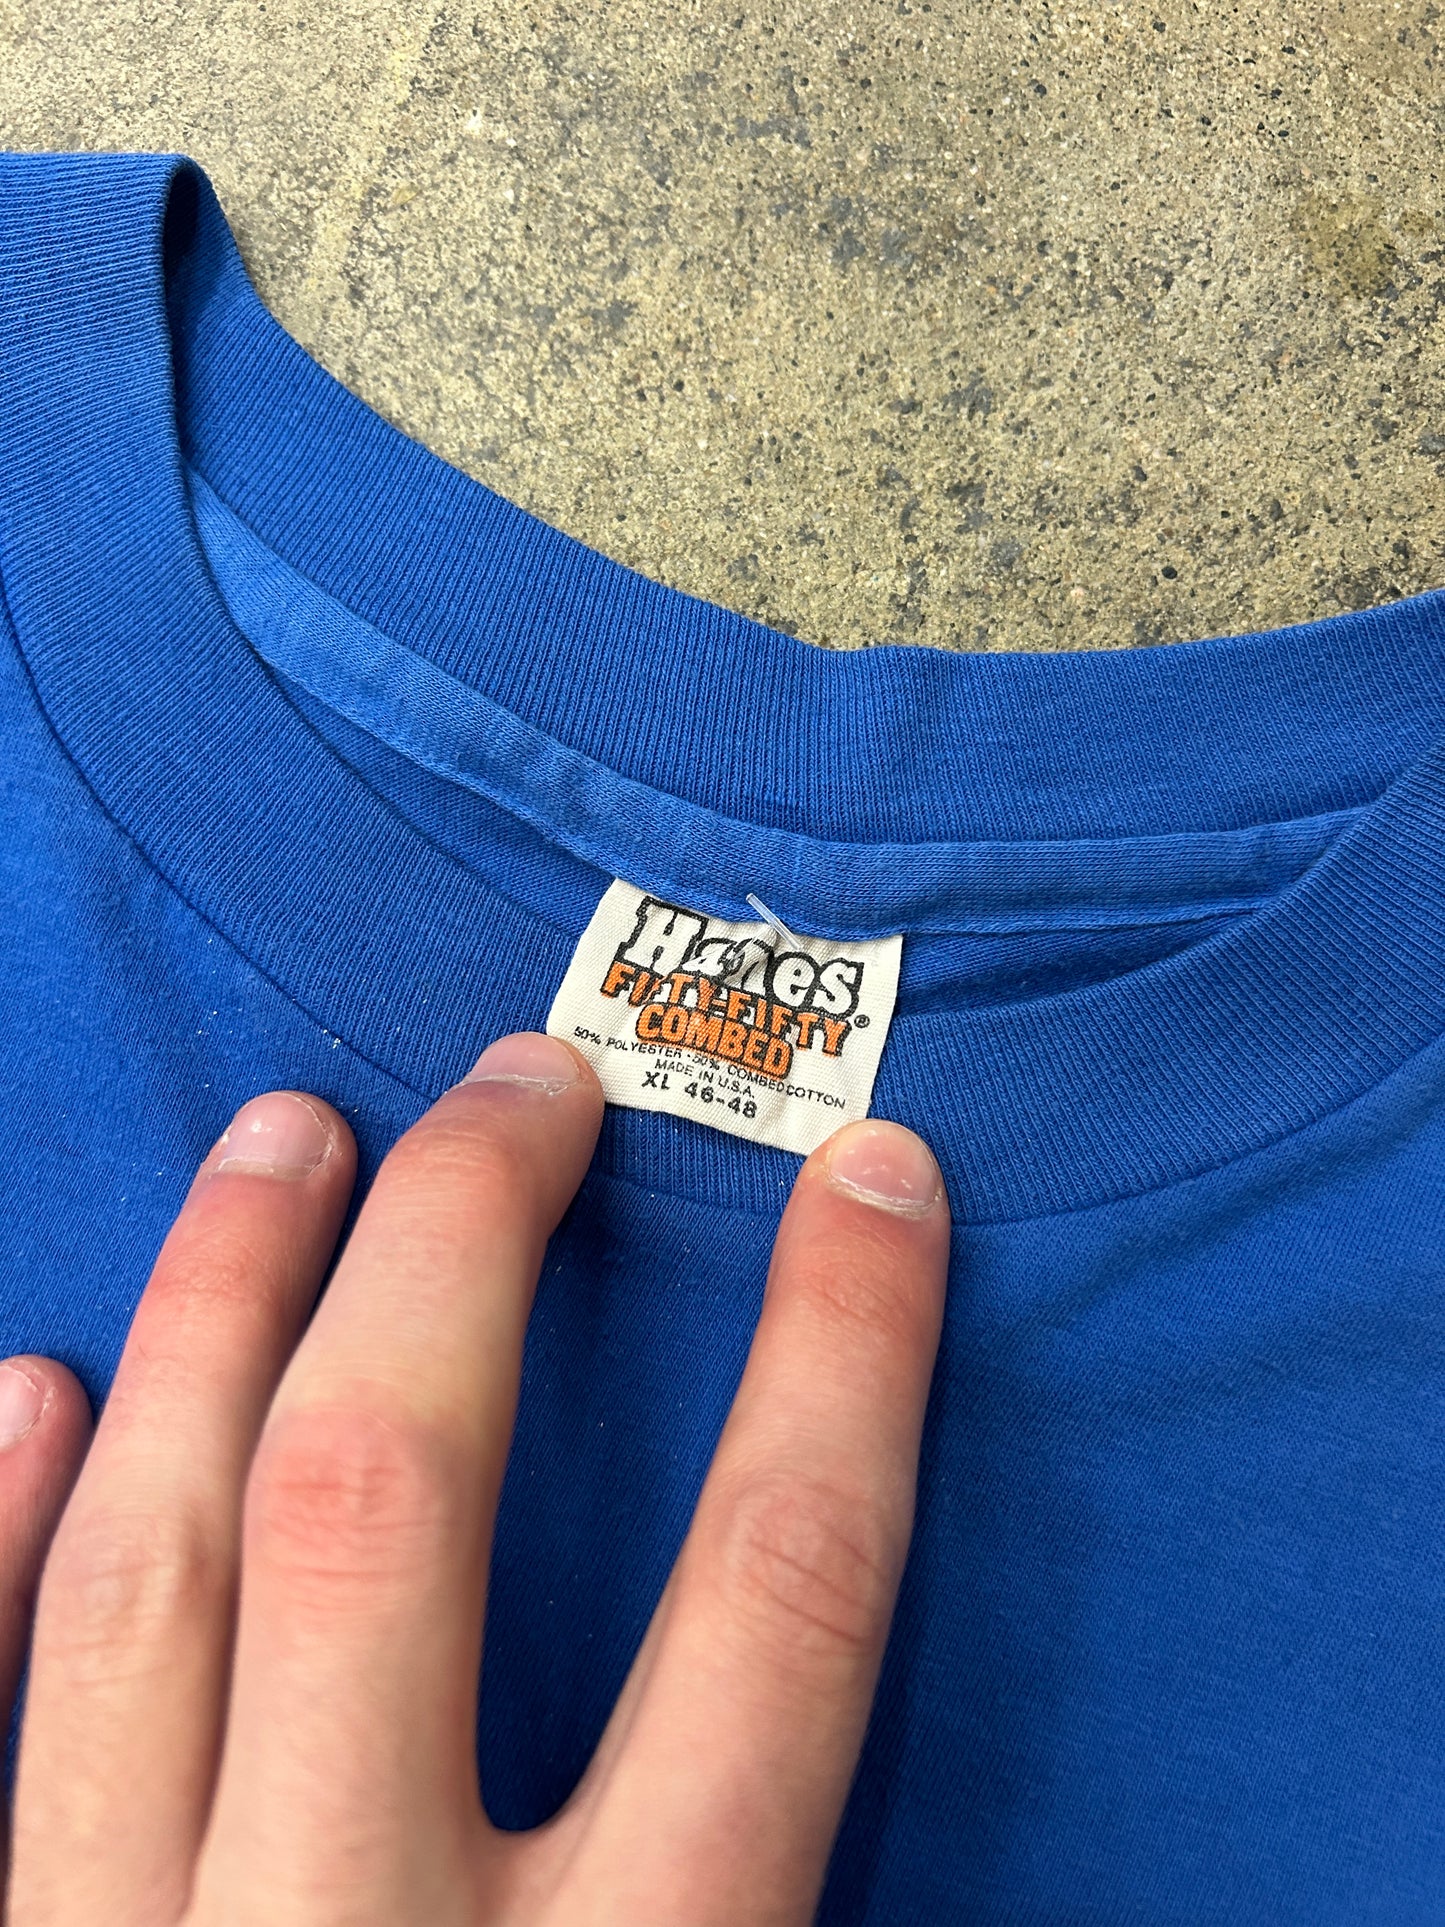 Hanes
FIFTY-FIFTY ®
COMBED
50% POLYESTER · 50% COMBED COTTON
MADE IN U.S.A.
XL 46-48